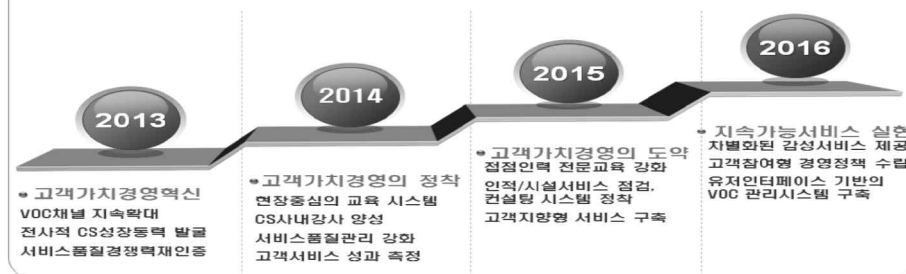 2013
• 고객가치경영혁신
VOC채널 지속확대
전사적 CS성장동력 발굴
서비스품질경쟁력재인증
2014
• 고객가치경영의 정착
현장중심의 교육 시스템
CS사내강사 양성
서비스품질관리 강화
고객서비스 성과 측정
2015
• 고객가치경영의 도약
접점인력 전문교육 강화
인적/시설서비스 점검,
컨설팅 시스템 정착
고객지향형 서비스 구축
2016
• 지속가능서비스 실현
차별화된 감성서비스 제공
고객참여형 경영정책 수립
유저인터페이스 기반의
VOC 관리시스템 구축